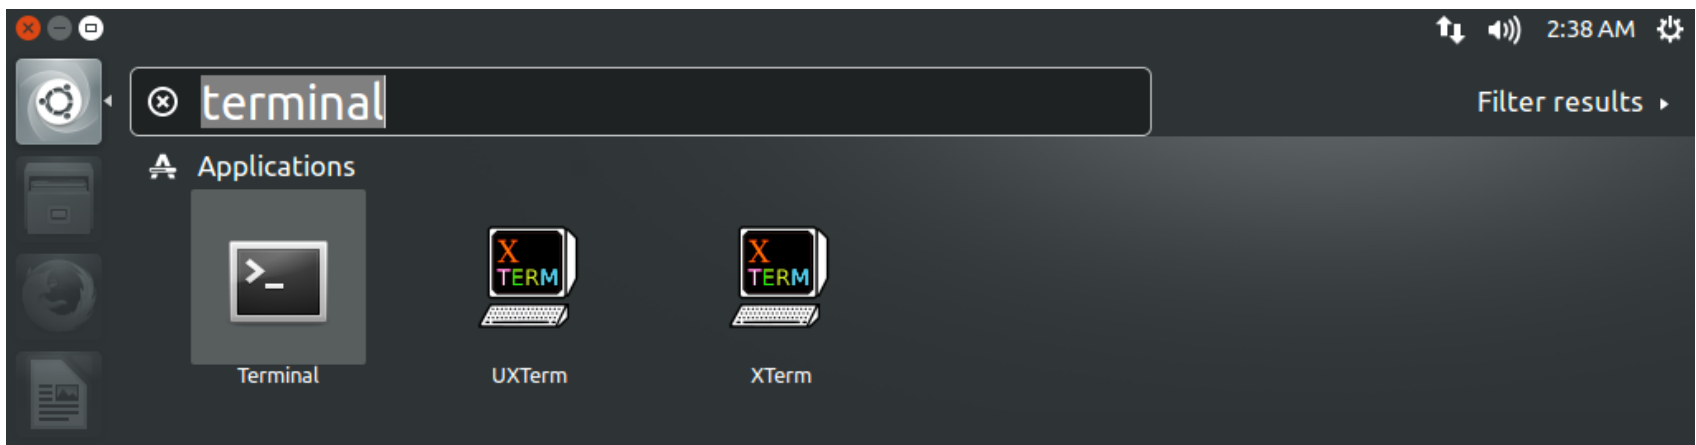 2:38 AM
terminal
Filter results
Applications
>_
X
TERM
X
TERM
Terminal
UXTerm
XTerm